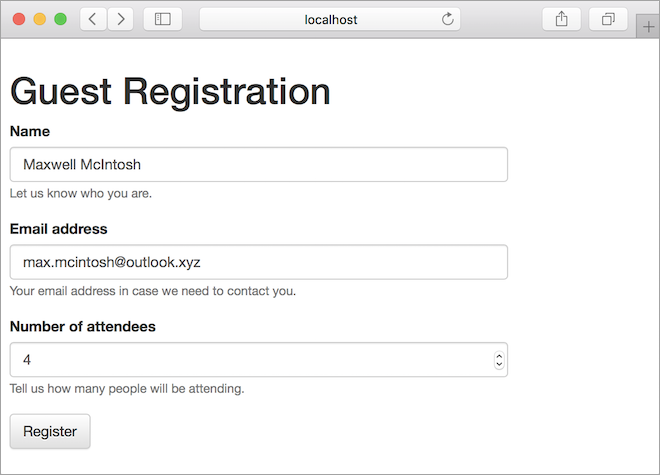 localhost
Guest Registration
Name
Maxwell McIntosh
Let us know who you are.
Email address
max.mcintosh@outlook.xyz
Your email address in case we need to contact you.
Number of attendees
4
Tell us how many people will be attending.
Register